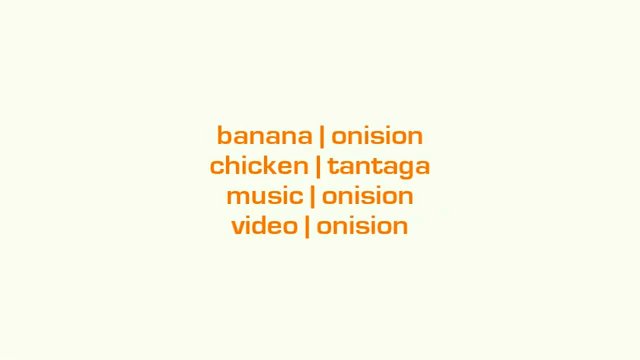 banana | onision
chicken | tantaga
music | onision
video | onision